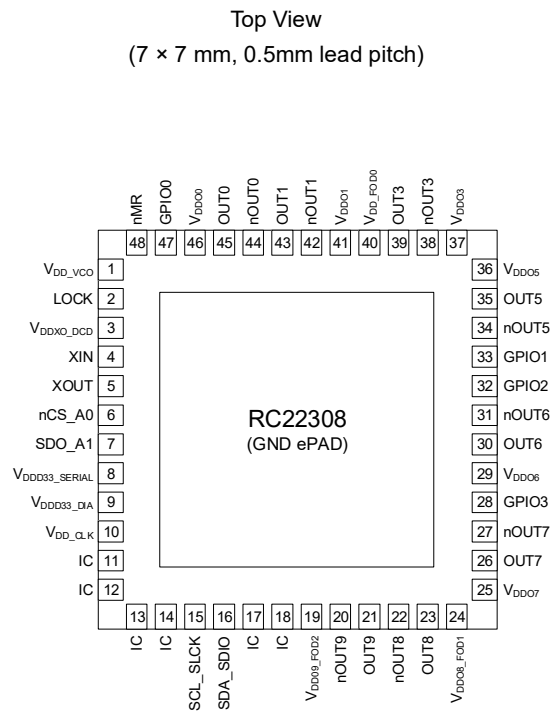 Top View
(7 × 7 mm, 0.5mm lead pitch)
nMR
GPIO0
VDDO0
OUT0
nOUT0
OUT1
nOUT1
VDDO1
VDD_FOD0
OUT3
nOUT3
VDDO3
48 47 46 45 44 43 42 41 40 39 38 37
VDD_VCO 1
LOCK 2
VDDXO_DCD 3
XIN 4
XOUT 5
nCS_A0 6
SDO_A1 7
VDDD33_SERIAL 8
VDDD33_DIA 9
VDD_CLK 10
IC 11
IC 12
RC22308
(GND ePAD)
36 VDDO5
35 OUT5
34 nOUT5
33 GPIO1
32 GPIO2
31 nOUT6
30 OUT6
29 VDDO6
28 GPIO3
27 nOUT7
26 OUT7
25 VDDO7
13 14 15 16 17 18 19 20 21 22 23 24
IC
IC
SCL_SLCK
SDA_SDIO
IC
IC
VDDO9_FOD2
nOUT9
OUT9
nOUT8
OUT8
VDDO8_FOD1